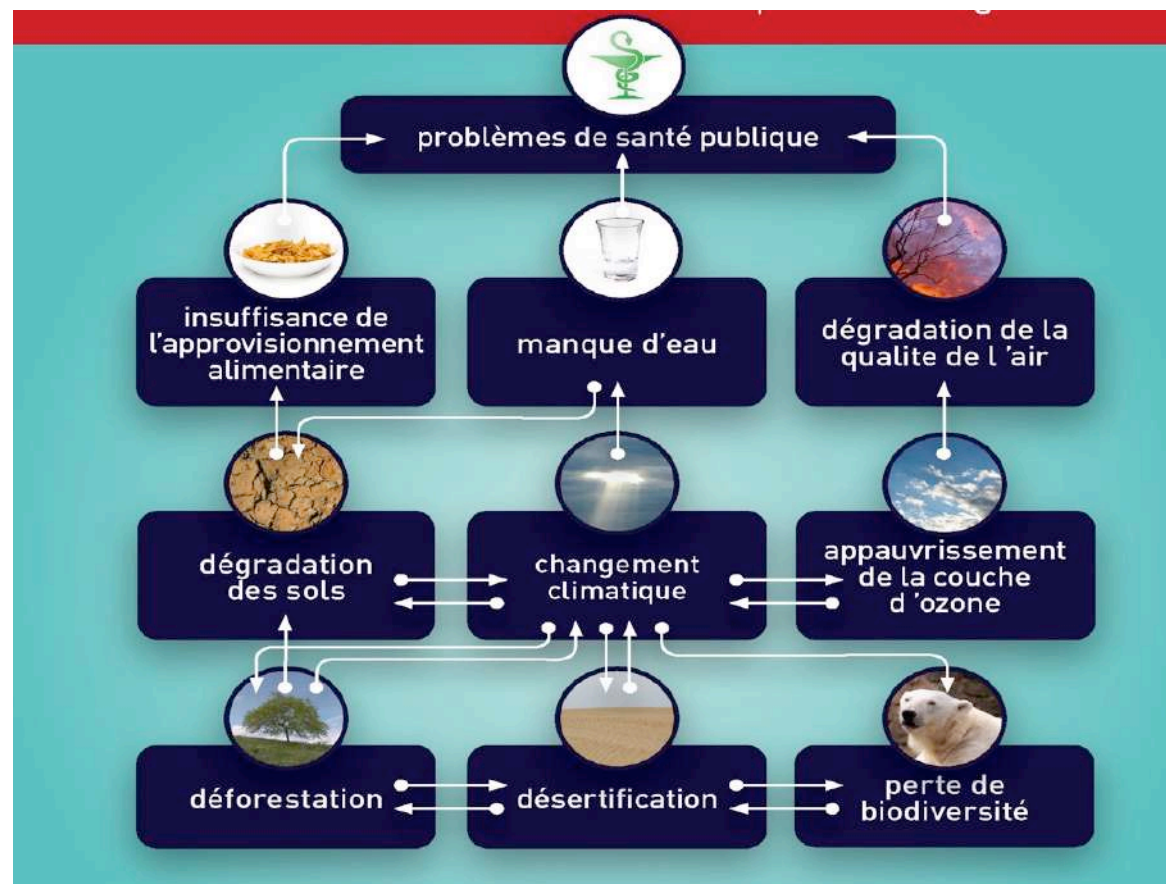 problèmes de santé publique
insuffisance de
l'approvisionnement
alimentaire
manque d'eau
dégradation de la
qualite de l 'air
dégradation
des sols
changement
climatique
appauvrissement
de la couche
d 'ozone
déforestation
désertification
perte de
biodiversité